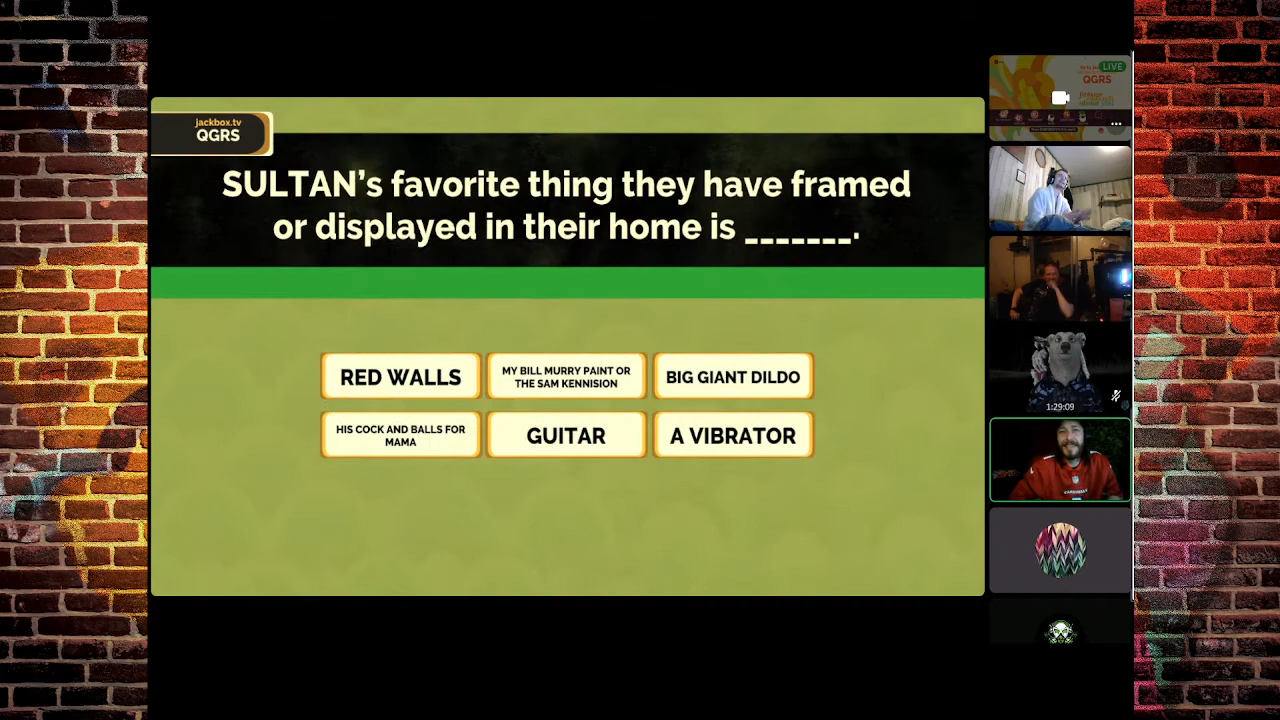 jackbox.tv
QGRS
SULTAN's favorite thing they have framed
or displayed in their home is _______.
RED WALLS
MY BILL MURRY PAINT OR
THE SAM KENNISION
BIG GIANT DILDO
HIS COCK AND BALLS FOR
MAMA
GUITAR
A VIBRATOR
LIVE
QGRS
1:29:09